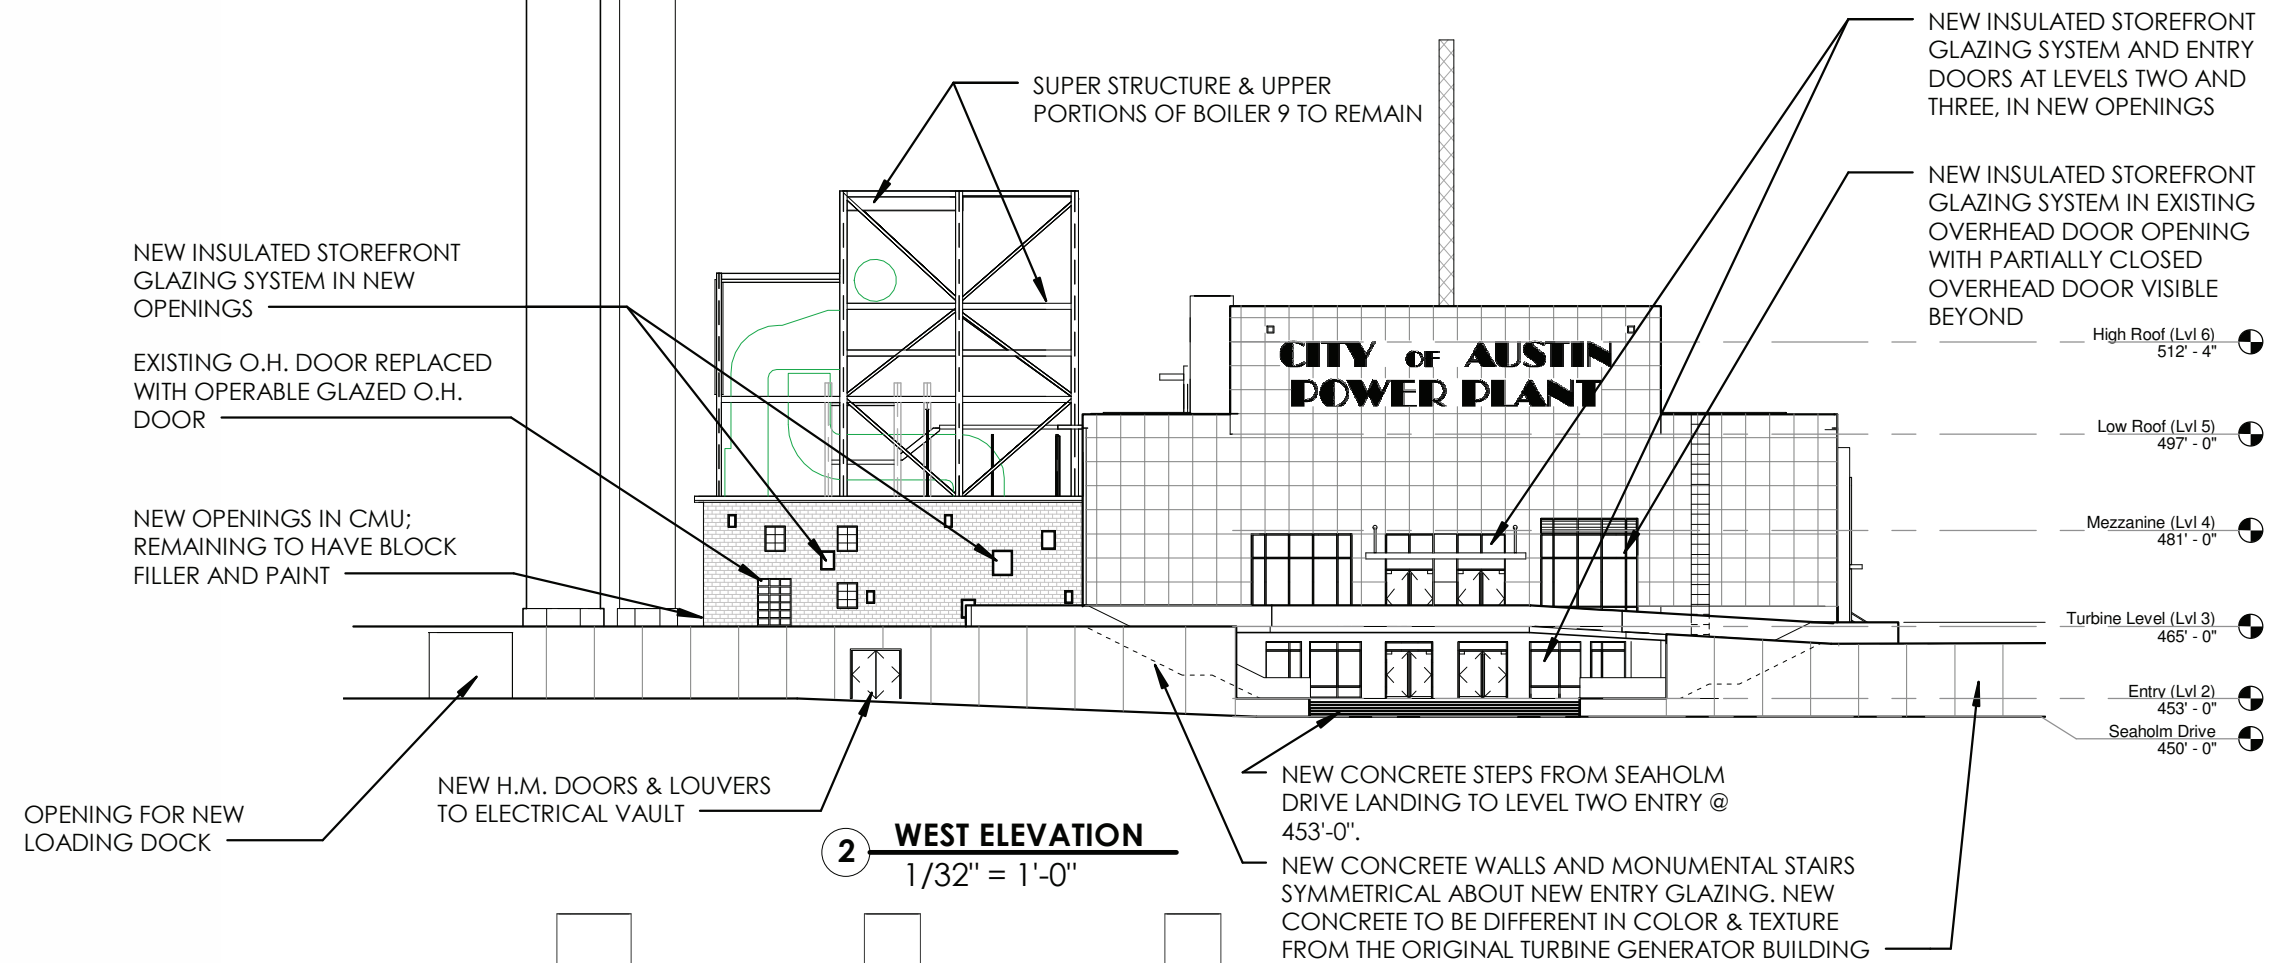 NEW INSULATED STOREFRONT
GLAZING SYSTEM AND ENTRY
DOORS AT LEVELS TWO AND
THREE, IN NEW OPENINGS
SUPER STRUCTURE & UPPER
PORTIONS OF BOILER 9 TO REMAIN
NEW INSULATED STOREFRONT
GLAZING SYSTEM IN EXISTING
OVERHEAD DOOR OPENING
WITH PARTIALLY CLOSED
OVERHEAD DOOR VISIBLE
BEYOND
NEW INSULATED STOREFRONT
GLAZING SYSTEM IN NEW
OPENINGS
EXISTING O.H. DOOR REPLACED
WITH OPERABLE GLAZED O.H.
DOOR
NEW OPENINGS IN CMU;
REMAINING TO HAVE BLOCK
FILLER AND PAINT
CITY OF AUSTIN
POWER PLANT
High Roof (Lvl 6)
512' - 4"
Low Roof (Lvl 5)
497' - 0"
Mezzanine (Lvl 4)
481' - 0"
Turbine Level (Lvl 3)
465' - 0"
Entry (Lvl 2)
453' - 0"
Seaholm Drive
450' - 0"
OPENING FOR NEW
LOADING DOCK
NEW H.M. DOORS & LOUVERS
TO ELECTRICAL VAULT
NEW CONCRETE STEPS FROM SEAHOLM
DRIVE LANDING TO LEVEL TWO ENTRY @
453'-0".
NEW CONCRETE WALLS AND MONUMENTAL STAIRS
SYMMETRICAL ABOUT NEW ENTRY GLAZING. NEW
CONCRETE TO BE DIFFERENT IN COLOR & TEXTURE
FROM THE ORIGINAL TURBINE GENERATOR BUILDING
2 WEST ELEVATION
1/32" = 1'-0"